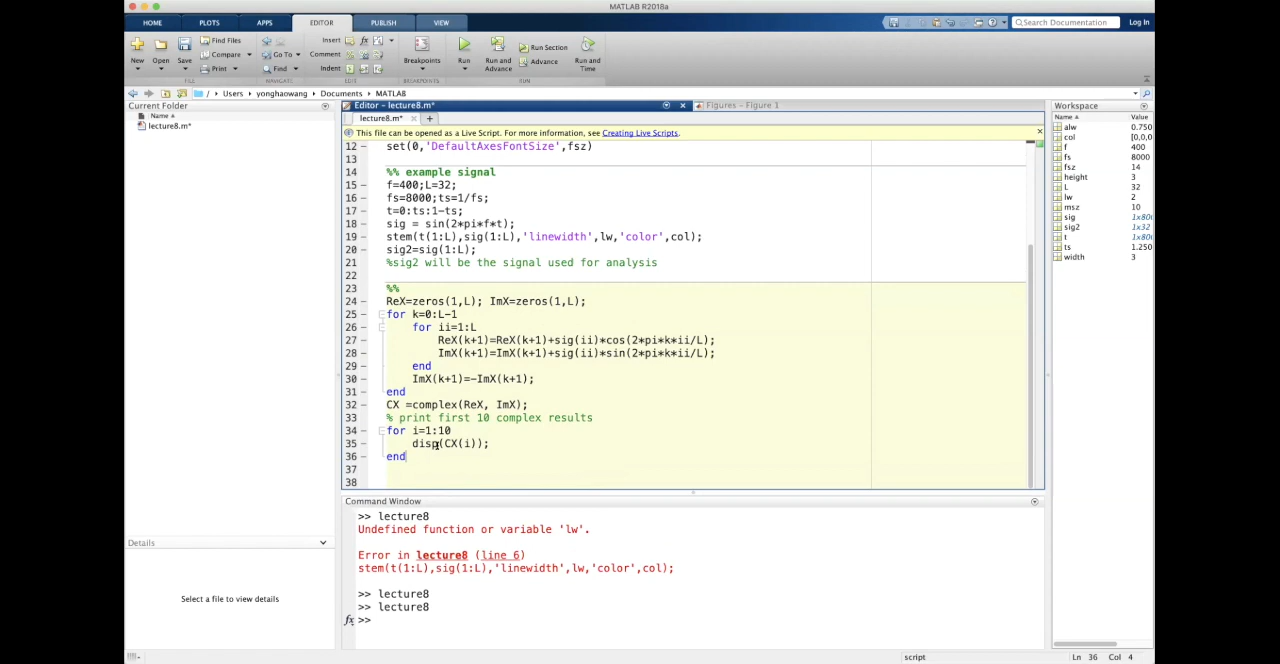 MATLAB R2018a
HOME PLOTS APPS EDITOR PUBLISH VIEW
Search Documentation Log In
New Open Save Find Files Compare Print
Go To Find
Insert fx Comment Indent
Breakpoints
Run Run and Advance Run Section Advance Run and Time
FILE NAVIGATE EDIT BREAKPOINTS RUN
/ Users yonghaowang Documents MATLAB
Current Folder
Name
lecture8.m*
Details
Select a file to view details
Editor – lecture8.m*
Figures – Figure 1
lecture8.m*
This file can be opened as a Live Script. For more information, see Creating Live Scripts.
12 – set(0,'DefaultAxesFontSize',fsz)
13
14 %% example signal
15 – f=400;L=32;
16 – fs=8000;ts=1/fs;
17 – t=0:ts:1-ts;
18 – sig = sin(2*pi*f*t);
19 – stem(t(1:L),sig(1:L),'linewidth',lw,'color',col);
20 – sig2=sig(1:L);
21 %sig2 will be the signal used for analysis
22
23 %%
24 – ReX=zeros(1,L); ImX=zeros(1,L);
25 – for k=0:L-1
26 – for ii=1:L
27 – ReX(k+1)=ReX(k+1)+sig(ii)*cos(2*pi*k*ii/L);
28 – ImX(k+1)=ImX(k+1)+sig(ii)*sin(2*pi*k*ii/L);
29 – end
30 – ImX(k+1)=-ImX(k+1);
31 – end
32 – CX =complex(ReX, ImX);
33 % print first 10 complex results
34 – for i=1:10
35 – disp(CX(i));
36 – end
37
38
Command Window
>> lecture8
Undefined function or variable 'lw'.
Error in lecture8 (line 6)
stem(t(1:L),sig(1:L),'linewidth',lw,'color',col);
>> lecture8
>> lecture8
fx >>
Workspace
Name Value
alw 0.750
col [0,0,0
f 400
fs 8000
fsz 14
height 3
L 32
lw 2
msz 10
sig 1x800
sig2 1x32
t 1x800
ts 1.250
width 3
script Ln 36 Col 4